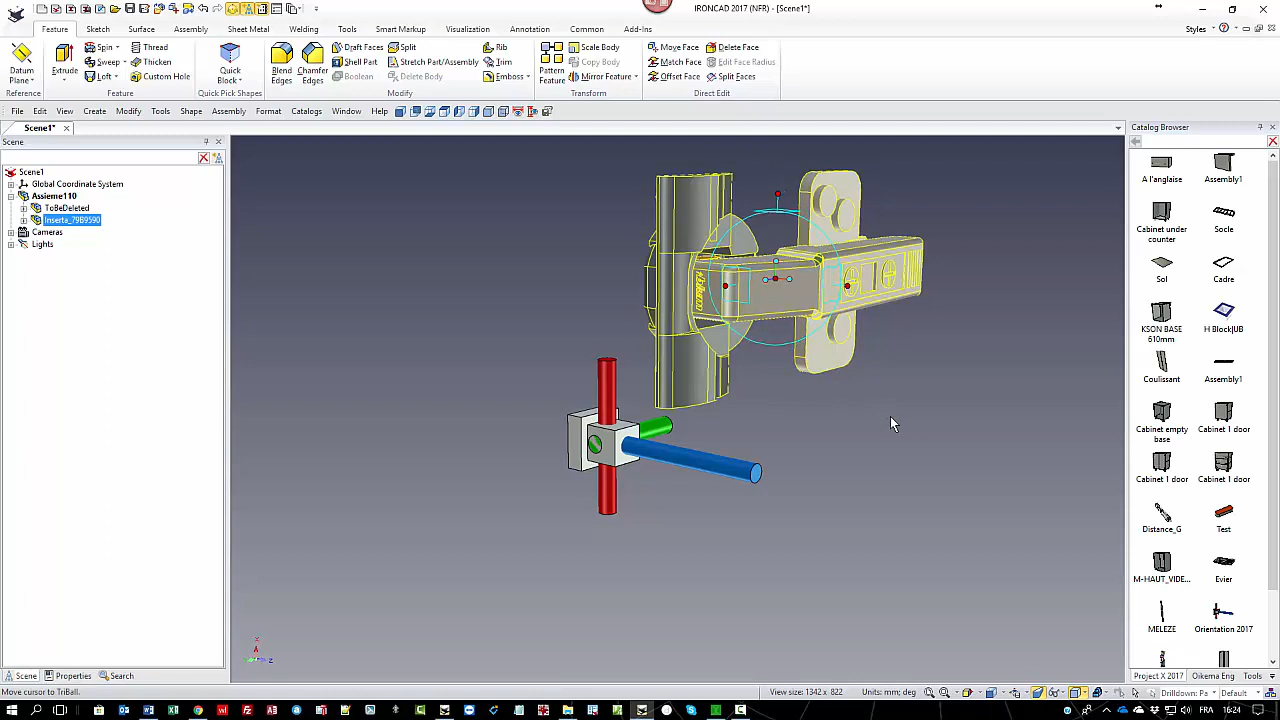 IRONCAD 2017 (NFR) - [Scene1*]
Feature Sketch Surface Assembly Sheet Metal Welding Tools Smart Markup Visualization Annotation Common Add-Ins Styles
Datum Plane
Extrude
Spin
Sweep
Loft
Thread
Thicken
Custom Hole
Quick Block
Blend Edges
Chamfer Edges
Draft Faces
Shell Part
Boolean
Split
Stretch Part/Assembly
Delete Body
Rib
Trim
Emboss
Pattern Feature
Scale Body
Copy Body
Mirror Feature
Move Face
Match Face
Offset Face
Delete Face
Edit Face Radius
Split Faces
Reference Feature Quick Pick Shapes Modify Transform Direct Edit
File Edit View Create Modify Tools Shape Assembly Format Catalogs Window Help
Scene1*
Scene
Scene1
Global Coordinate System
Assieme110
ToBeDeleted
Inserta_79B9590
Cameras
Lights
Catalog Browser
A l'anglaise Assembly1
Cabinet under counter Socle
Sol Cadre
KSON BASE 610mm H Block|UB
Coulissant Assembly1
Cabinet empty base Cabinet 1 door
Cabinet 1 door Cabinet 1 door
Distance_G Test
M-HAUT_VIDE... Evier
MELEZE Orientation 2017
Scene Properties Search
Project X 2017 Oikema Eng Tools
Move cursor to TriBall.
View size: 1342 x 822 Units: mm; deg
Drilldown: Pa Default
FR 16:24